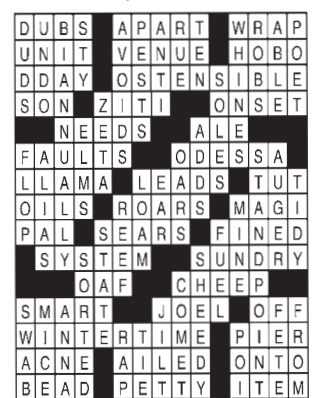 DUBS APART WRAP
UNIT VENUE HOBO
DDAY OSTENSIBLE
SON ZITI ONSET
NEEDS ALE
FAULTS ODESSA
LLAMA LEADS TUT
OILS ROARS MAGI
PAL SEARS FINED
SYSTEM SUNDRY
OAF CHEEP
SMART JOEL OFF
WINTERTIME PIER
ACNE AILED ONTO
BEAD PETTY ITEM